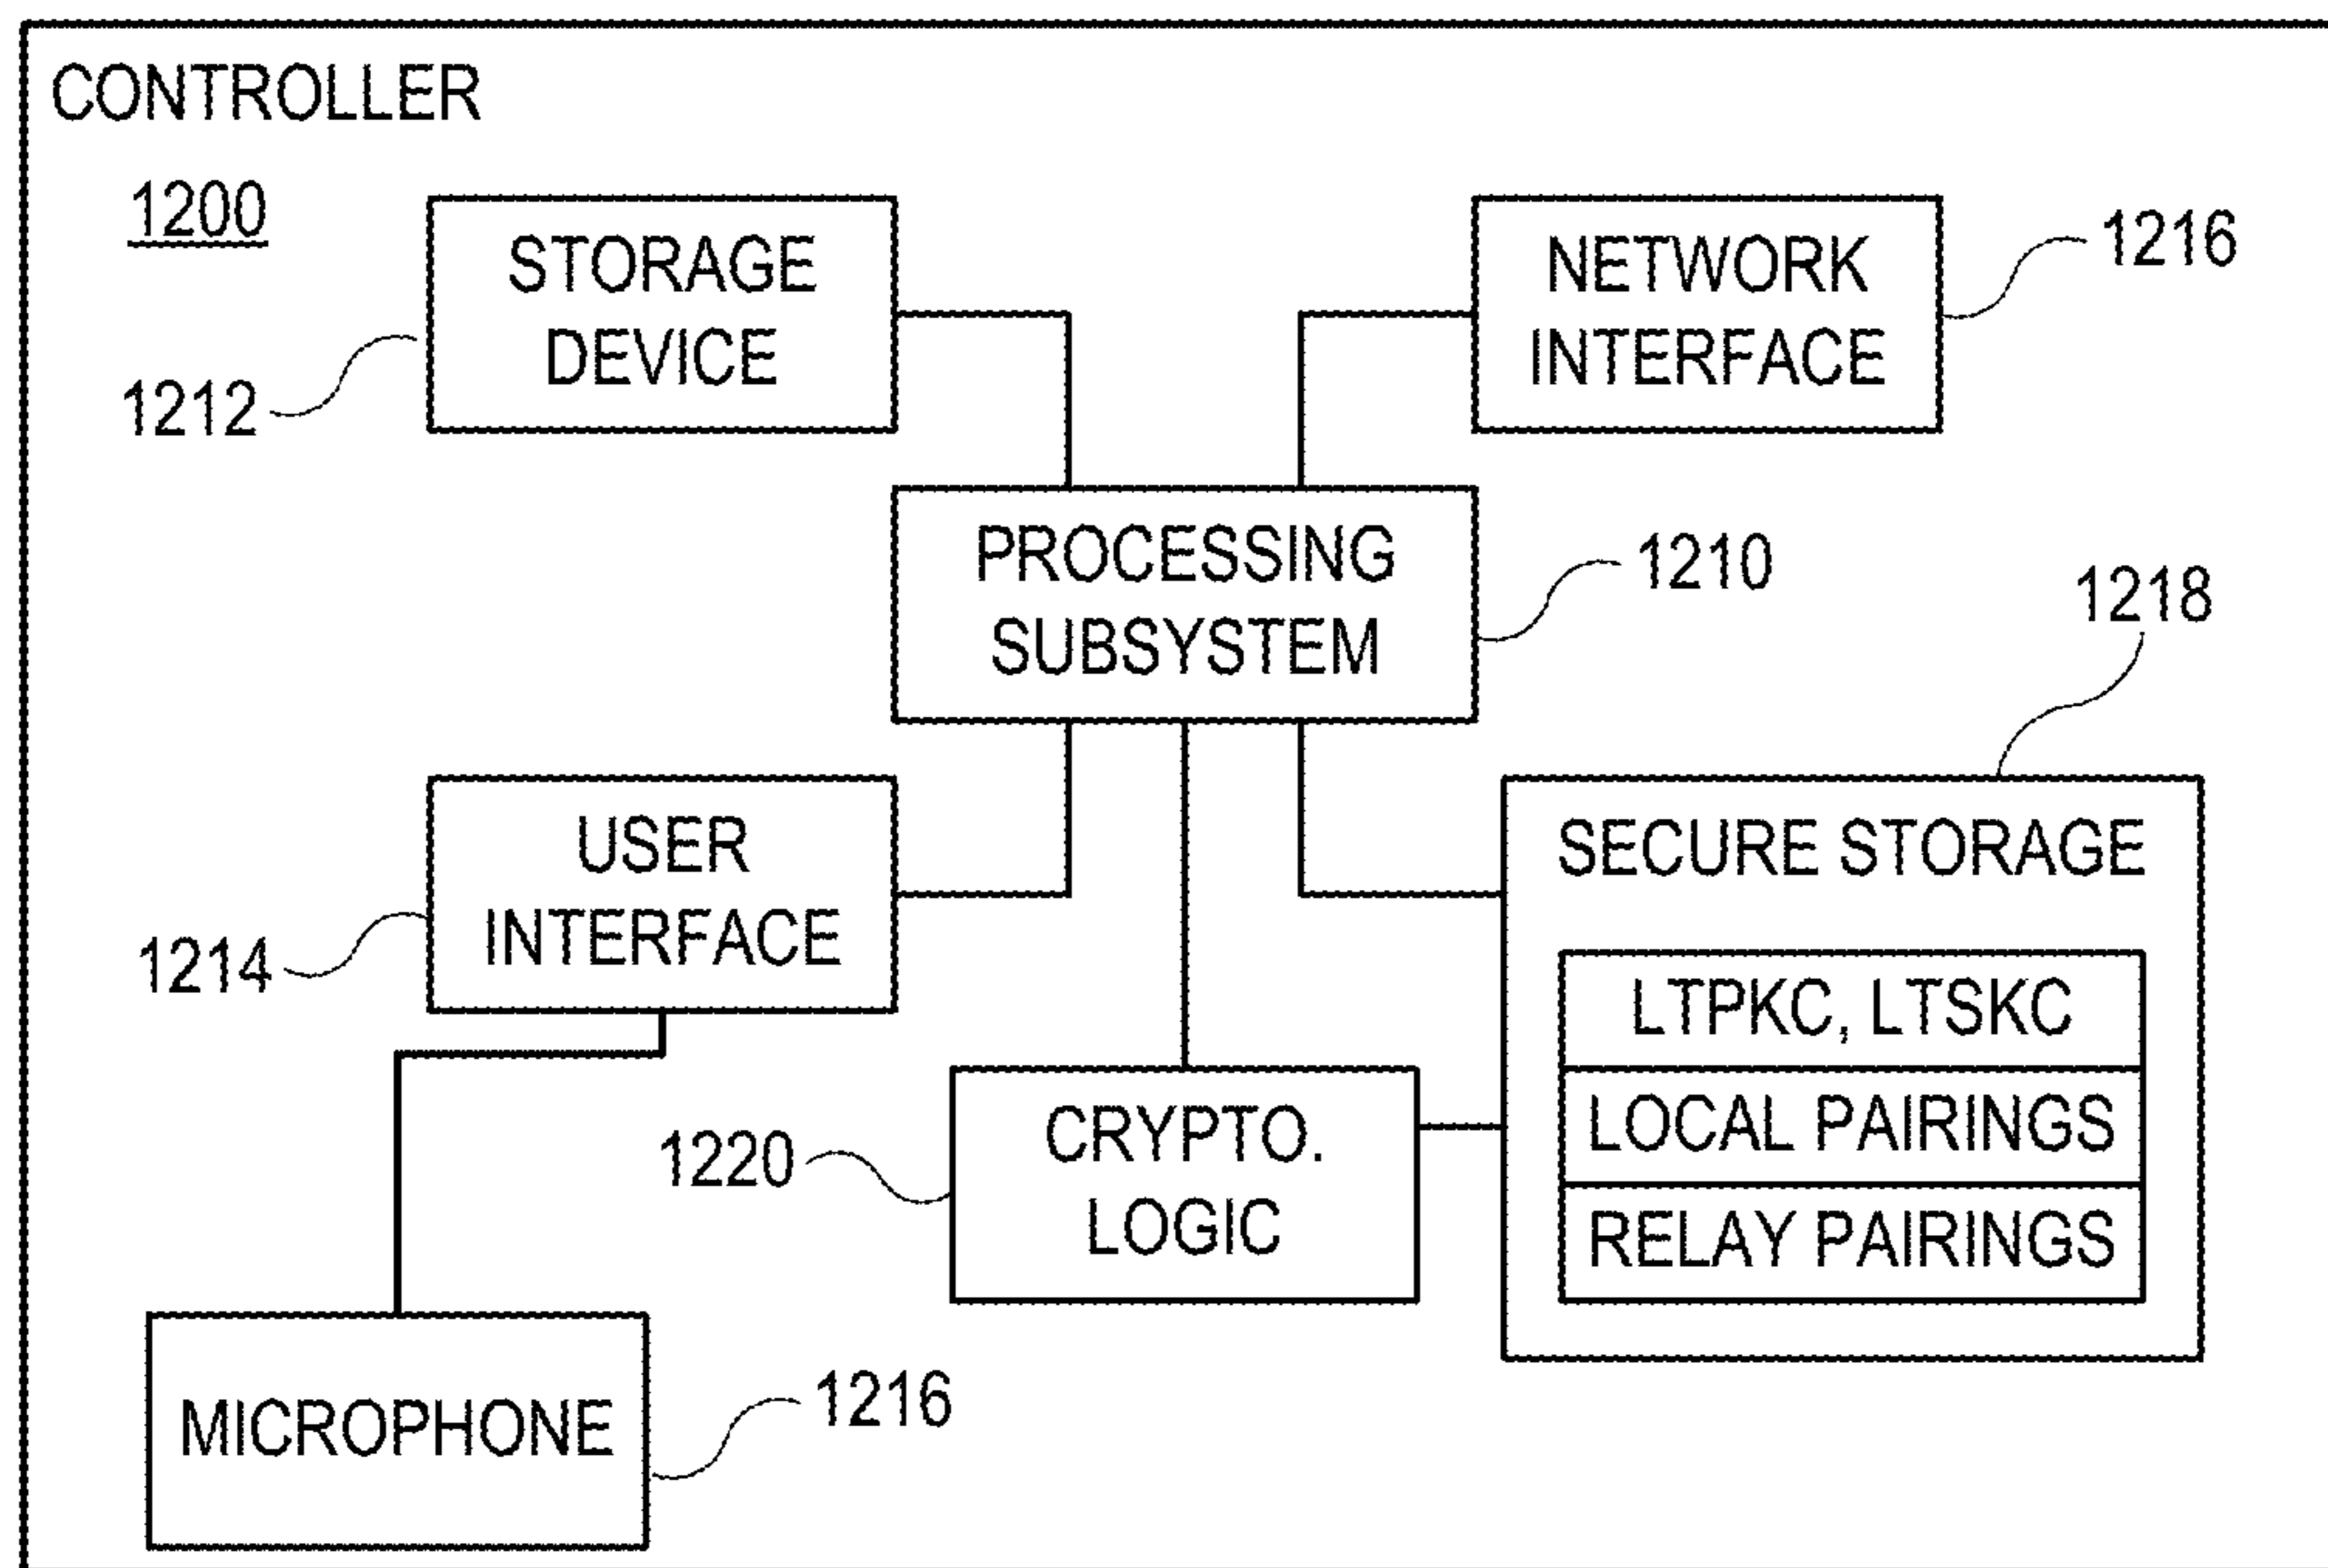 CONTROLLER
1200
STORAGE
DEVICE
1212
NETWORK
INTERFACE
1216
PROCESSING
SUBSYSTEM
1210
1218
USER
INTERFACE
1214
SECURE STORAGE
LTPKC, LTSKC
LOCAL PAIRINGS
RELAY PAIRINGS
CRYPTO.
LOGIC
1220
MICROPHONE
1216